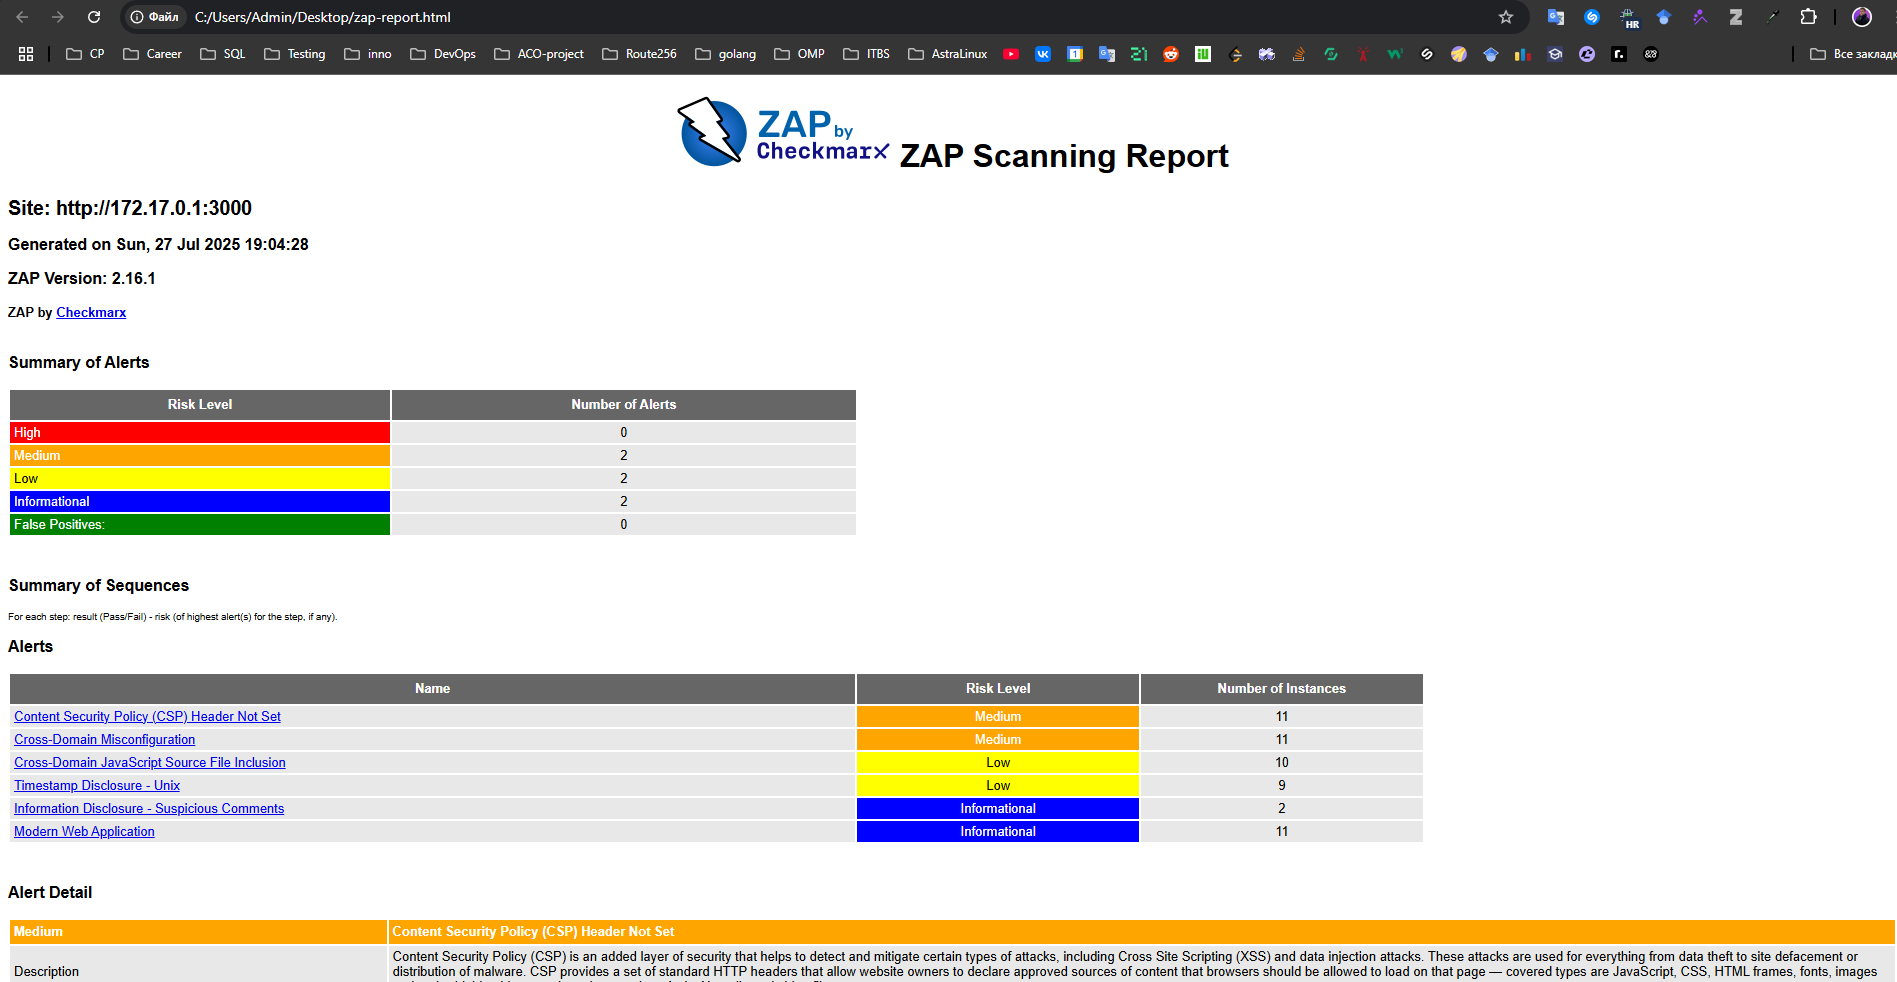 Файл C:/Users/Admin/Desktop/zap-report.html
HR
CP Career SQL Testing inno DevOps ACO-project Route256 golang OMP ITBS AstraLinux Все закладк
ZAP by
Checkmarx ZAP Scanning Report
Site: http://172.17.0.1:3000
Generated on Sun, 27 Jul 2025 19:04:28
ZAP Version: 2.16.1
ZAP by Checkmarx
Summary of Alerts
Risk Level Number of Alerts
High 0
Medium 2
Low 2
Informational 2
False Positives: 0
Summary of Sequences
For each step: result (Pass/Fail) - risk (of highest alert(s) for the step, if any).
Alerts
Name Risk Level Number of Instances
Content Security Policy (CSP) Header Not Set Medium 11
Cross-Domain Misconfiguration Medium 11
Cross-Domain JavaScript Source File Inclusion Low 10
Timestamp Disclosure - Unix Low 9
Information Disclosure - Suspicious Comments Informational 2
Modern Web Application Informational 11
Alert Detail
Medium Content Security Policy (CSP) Header Not Set
Description
Content Security Policy (CSP) is an added layer of security that helps to detect and mitigate certain types of attacks, including Cross Site Scripting (XSS) and data injection attacks. These attacks are used for everything from data theft to site defacement or
distribution of malware. CSP provides a set of standard HTTP headers that allow website owners to declare approved sources of content that browsers should be allowed to load on that page — covered types are JavaScript, CSS, HTML frames, fonts, images